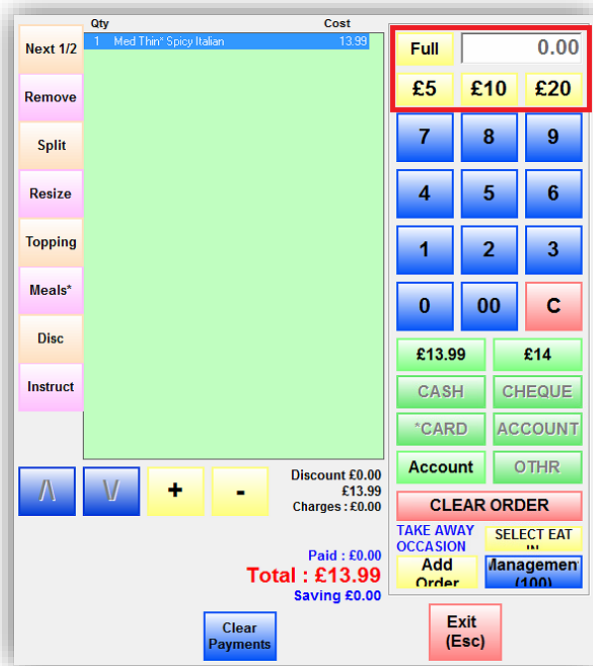 Qty Cost
1 Med Thin* Spicy Italian 13.99
Next 1/2
Remove
Split
Resize
Topping
Meals*
Disc
Instruct
/\ \/ + -
Discount £0.00
£13.99
Charges : £0.00
Paid : £0.00
Total : £13.99
Saving £0.00
Clear
Payments
Full 0.00
£5 £10 £20
7 8 9
4 5 6
1 2 3
0 00 C
£13.99 £14
CASH CHEQUE
*CARD ACCOUNT
Account OTHR
CLEAR ORDER
TAKE AWAY
OCCASION
SELECT EAT
IN
Add
Order
Managemen
(100)
Exit
(Esc)